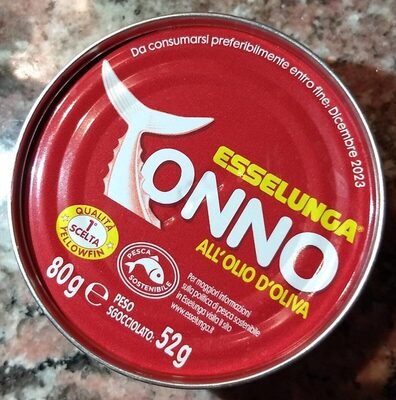 Da consumarsi preferibilmente entro fine: Dicembre 2023
ESSELUNGA®
TONNO
ALL'OLIO D'OLIVA
QUALITÀ
1ª
SCELTA
YELLOWFIN
PESCA
SOSTENIBILE
Per maggiori informazioni
sulla politica di pesca sostenibile
in Esselunga visita il sito
www.esselunga.it
80g e
PESO
SGOCCIOLATO: 52g